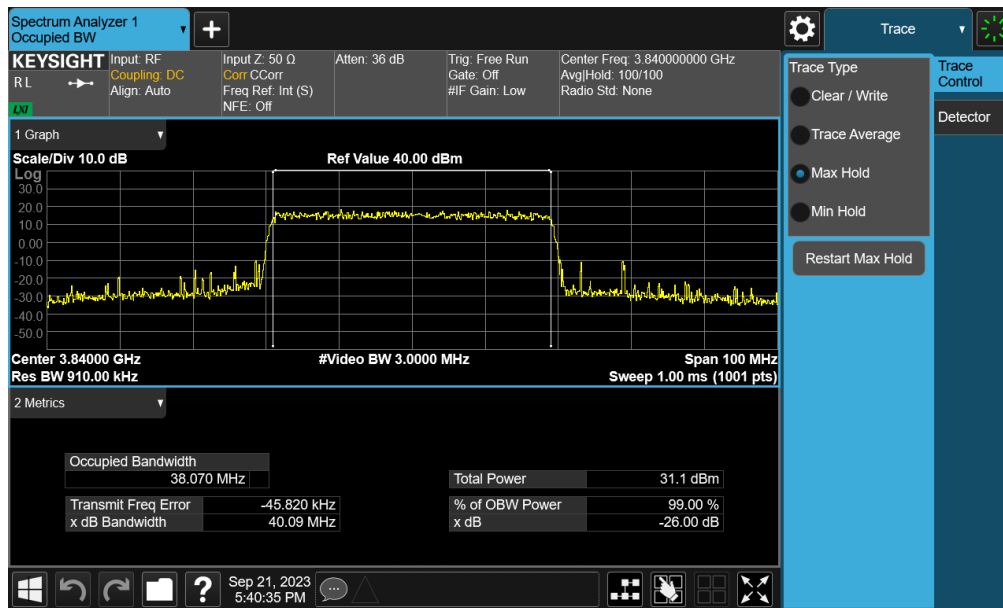 Spectrum Analyzer 1
Occupied BW
▼
+
Trace
▼
KEYSIGHT
R L
LXI
Input: RF
Coupling: DC
Align: Auto
Input Z: 50 Ω
Corr CCorr
Freq Ref: Int (S)
NFE: Off
Atten: 36 dB
Trig: Free Run
Gate: Off
#IF Gain: Low
Center Freq: 3.840000000 GHz
Avg|Hold: 100/100
Radio Std: None
1 Graph ▼
Scale/Div 10.0 dB
Ref Value 40.00 dBm
Log
30.0
20.0
10.0
0.00
-10.0
-20.0
-30.0
-40.0
-50.0
Center 3.84000 GHz
#Video BW 3.0000 MHz
Span 100 MHz
Res BW 910.00 kHz
Sweep 1.00 ms (1001 pts)
2 Metrics ▼
Occupied Bandwidth
38.070 MHz
Total Power 31.1 dBm
Transmit Freq Error -45.820 kHz
% of OBW Power 99.00 %
x dB Bandwidth 40.09 MHz
x dB -26.00 dB
Trace Type
Clear / Write
Trace Average
Max Hold
Min Hold
Restart Max Hold
Trace
Control
Detector
?
Sep 21, 2023
5:40:35 PM